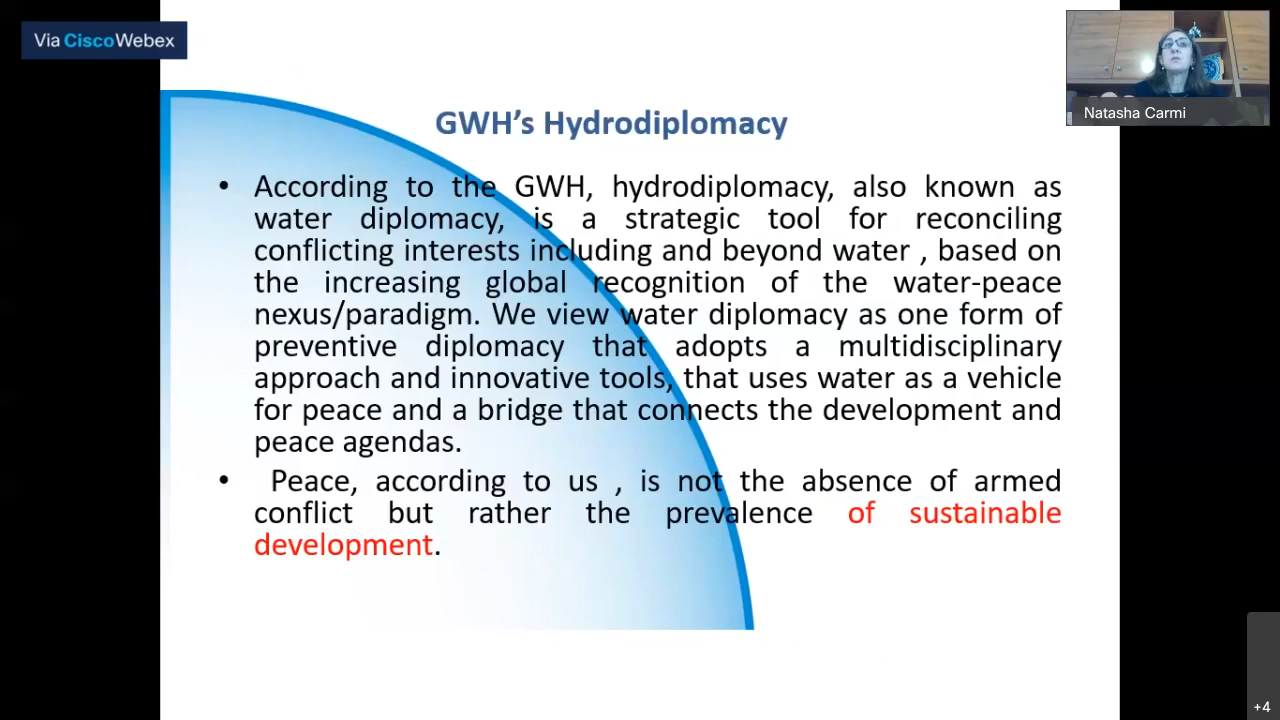 Via CiscoWebex
Natasha Carmi
GWH’s Hydrodiplomacy
• According to the GWH, hydrodiplomacy, also known as
water diplomacy, is a strategic tool for reconciling
conflicting interests including and beyond water , based on
the increasing global recognition of the water-peace
nexus/paradigm. We view water diplomacy as one form of
preventive diplomacy that adopts a multidisciplinary
approach and innovative tools, that uses water as a vehicle
for peace and a bridge that connects the development and
peace agendas.
• Peace, according to us , is not the absence of armed
conflict but rather the prevalence of sustainable
development.
+4